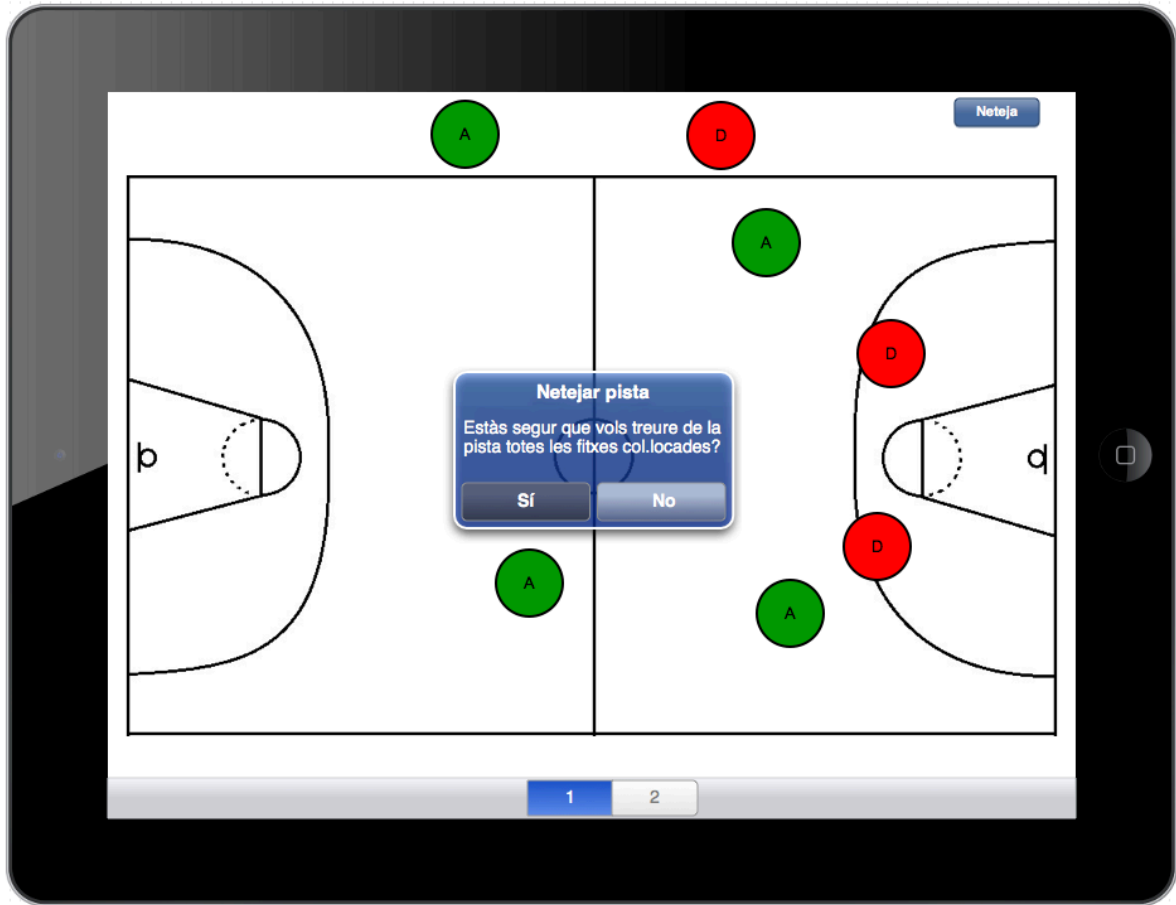 A
D
Neteja
A
D
Netejar pista
Estàs segur que vols treure de la
pista totes les fitxes col.locades?
Sí
No
D
A
A
1
2